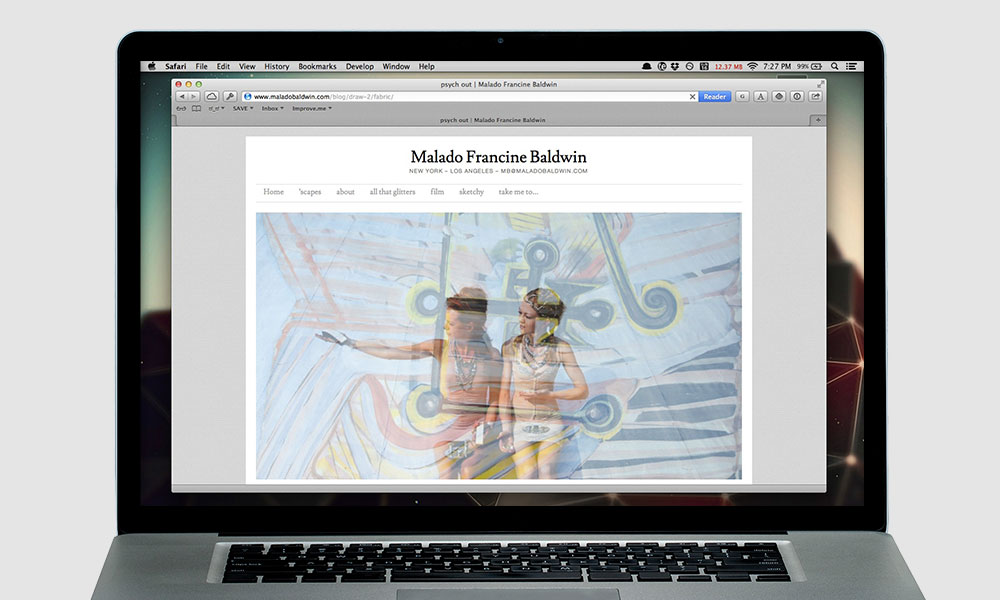 Safari File Edit View History Bookmarks Develop Window Help 12.37 MB 7:27 PM 99%
psych out | Malado Francine Baldwin
www.maladobaldwin.com/blog/draw-2/fabric/ Reader
SAVE Inbox Improve.me
psych out | Malado Francine Baldwin
Malado Francine Baldwin
NEW YORK – LOS ANGELES – MB@MALADOBALDWIN.COM
Home 'scapes about all that glitters film sketchy take me to...